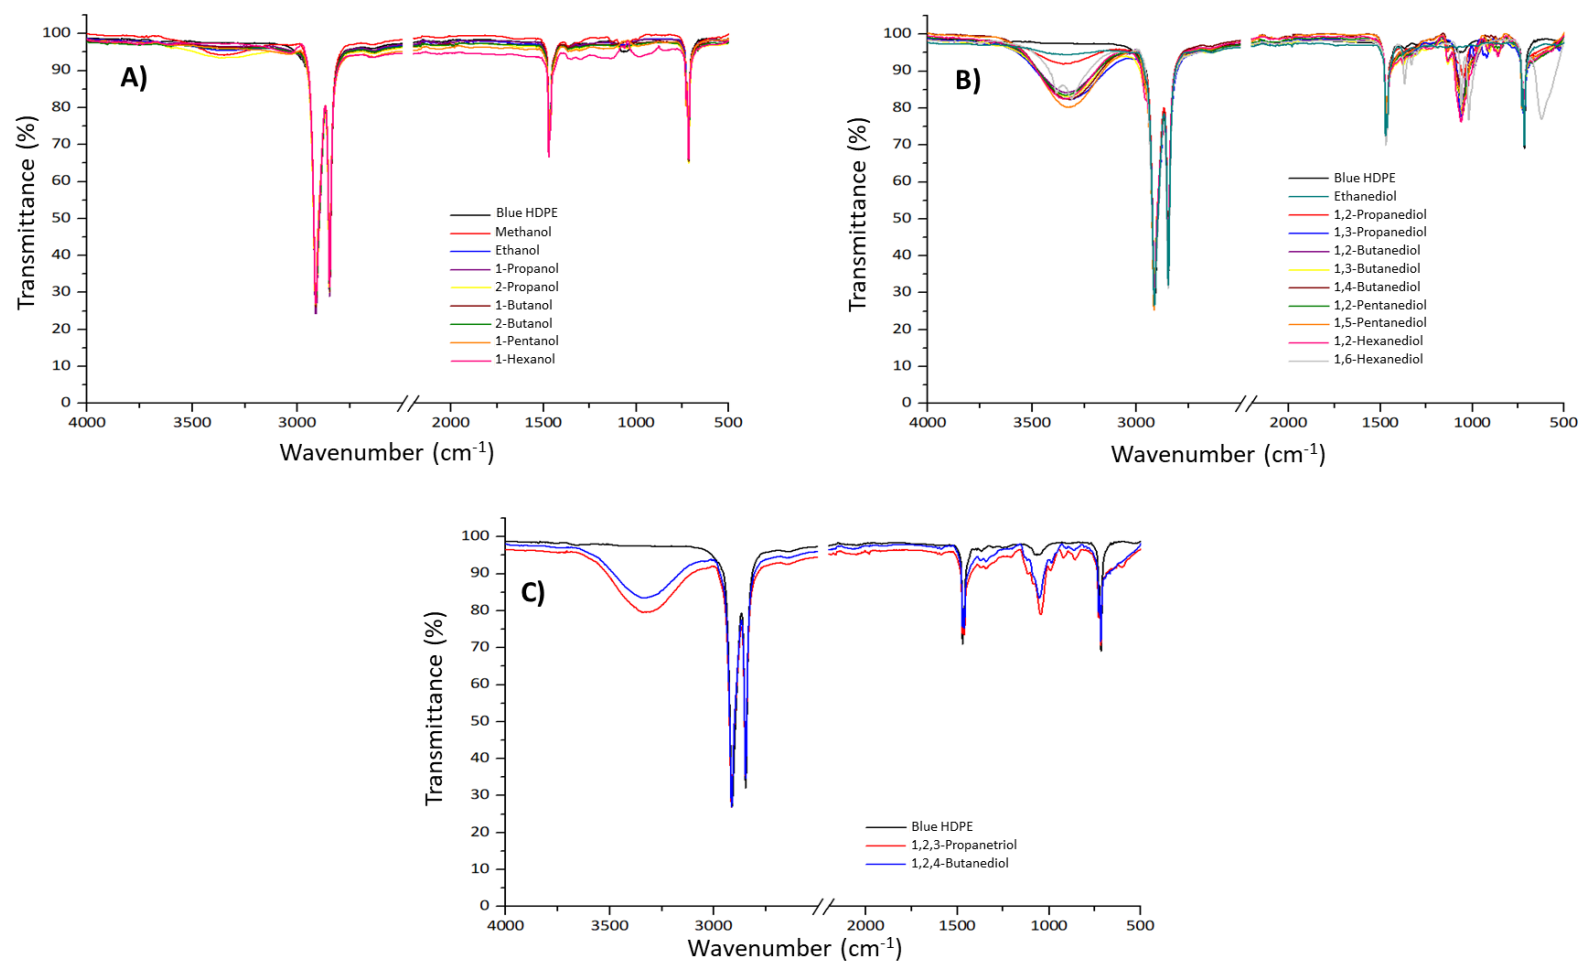 A)
Transmittance (%)
100
90
80
70
60
50
40
30
20
10
0
Blue HDPE
Methanol
Ethanol
1-Propanol
2-Propanol
1-Butanol
2-Butanol
1-Pentanol
1-Hexanol
4000 3500 3000 2000 1500 1000 500
Wavenumber (cm-1)
B)
Transmittance (%)
100
90
80
70
60
50
40
30
20
10
0
Blue HDPE
Ethanediol
1,2-Propanediol
1,3-Propanediol
1,2-Butanediol
1,3-Butanediol
1,4-Butanediol
1,2-Pentanediol
1,5-Pentanediol
1,2-Hexanediol
1,6-Hexanediol
4000 3500 3000 2000 1500 1000 500
Wavenumber (cm-1)
C)
Transmittance (%)
100
90
80
70
60
50
40
30
20
10
0
Blue HDPE
1,2,3-Propanetriol
1,2,4-Butanediol
4000 3500 3000 2000 1500 1000 500
Wavenumber (cm-1)